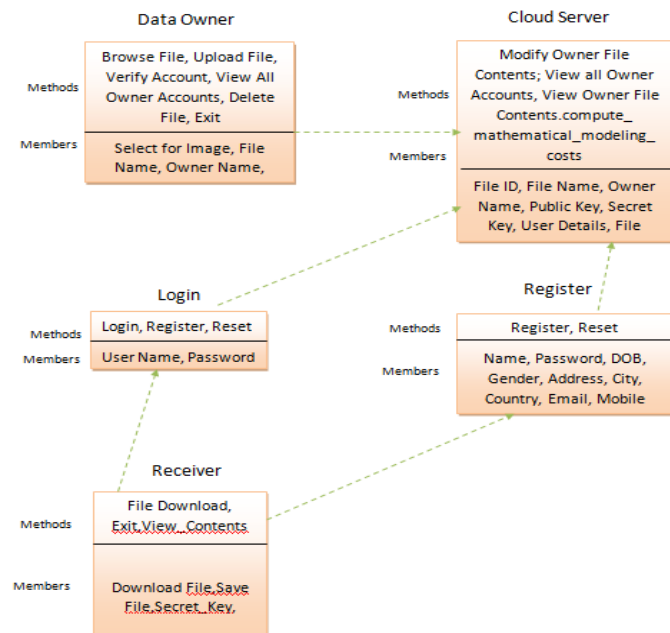 Data Owner
Methods
Browse File, Upload File,
Verify Account, View All
Owner Accounts, Delete
File, Exit
Members
Select for Image, File
Name, Owner Name,
Cloud Server
Methods
Modify Owner File
Contents; View all Owner
Accounts, View Owner File
Contents.compute_
mathematical_modeling_
costs
Members
File ID, File Name, Owner
Name, Public Key, Secret
Key, User Details, File
Login
Methods
Login, Register, Reset
Members
User Name, Password
Register
Methods
Register, Reset
Members
Name, Password, DOB,
Gender, Address, City,
Country, Email, Mobile
Receiver
Methods
File Download,
Exit,View_Contents
Members
Download File,Save
File,Secret_Key,